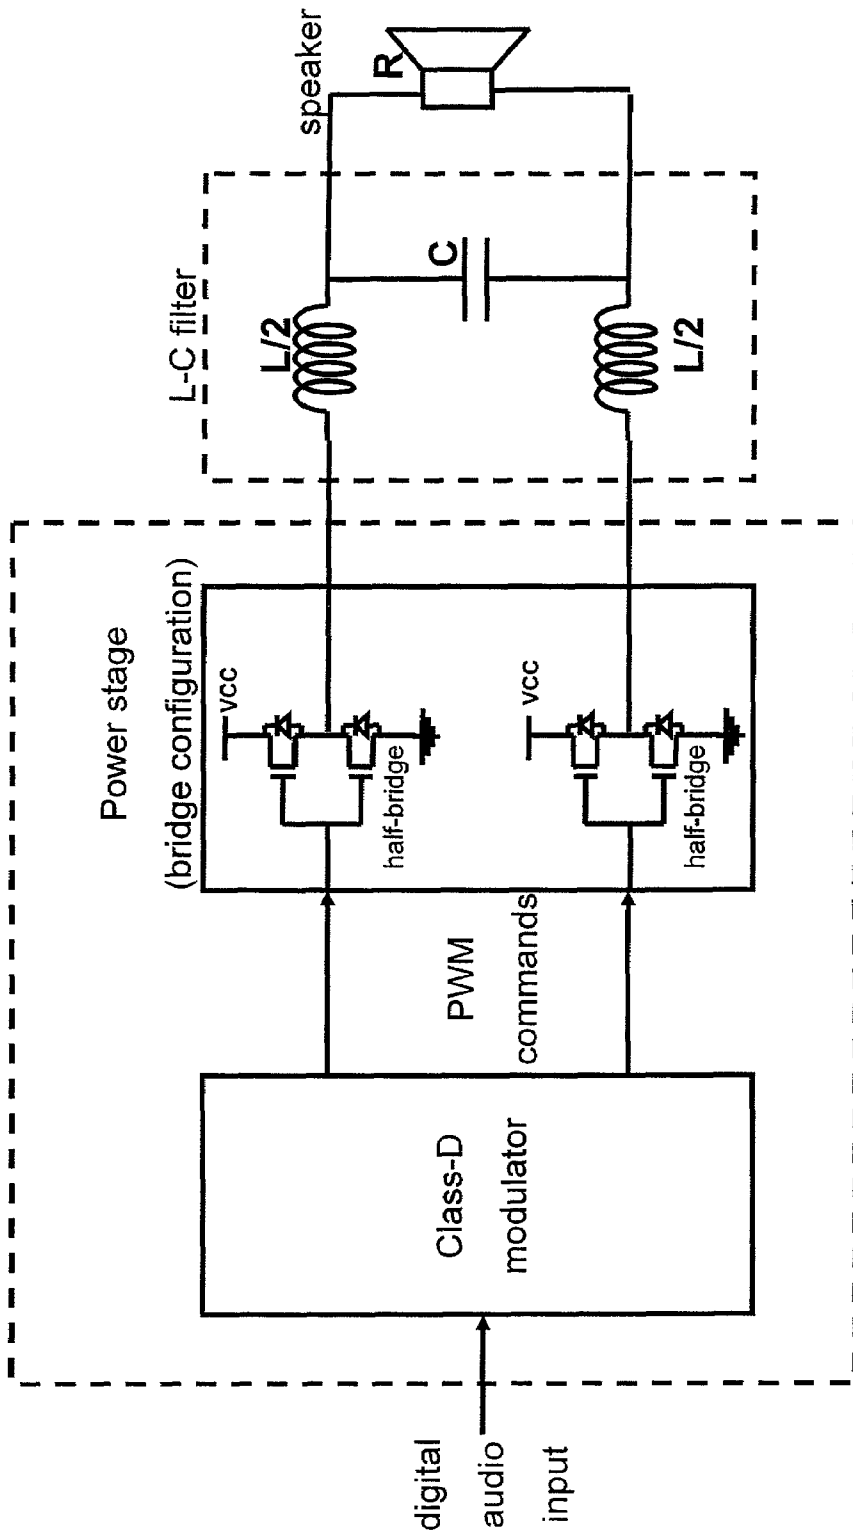 digital
audio
input
Class-D
modulator
PWM
commands
Power stage
(bridge configuration)
vcc
half-bridge
vcc
half-bridge
L-C filter
L/2
C
L/2
speaker
R